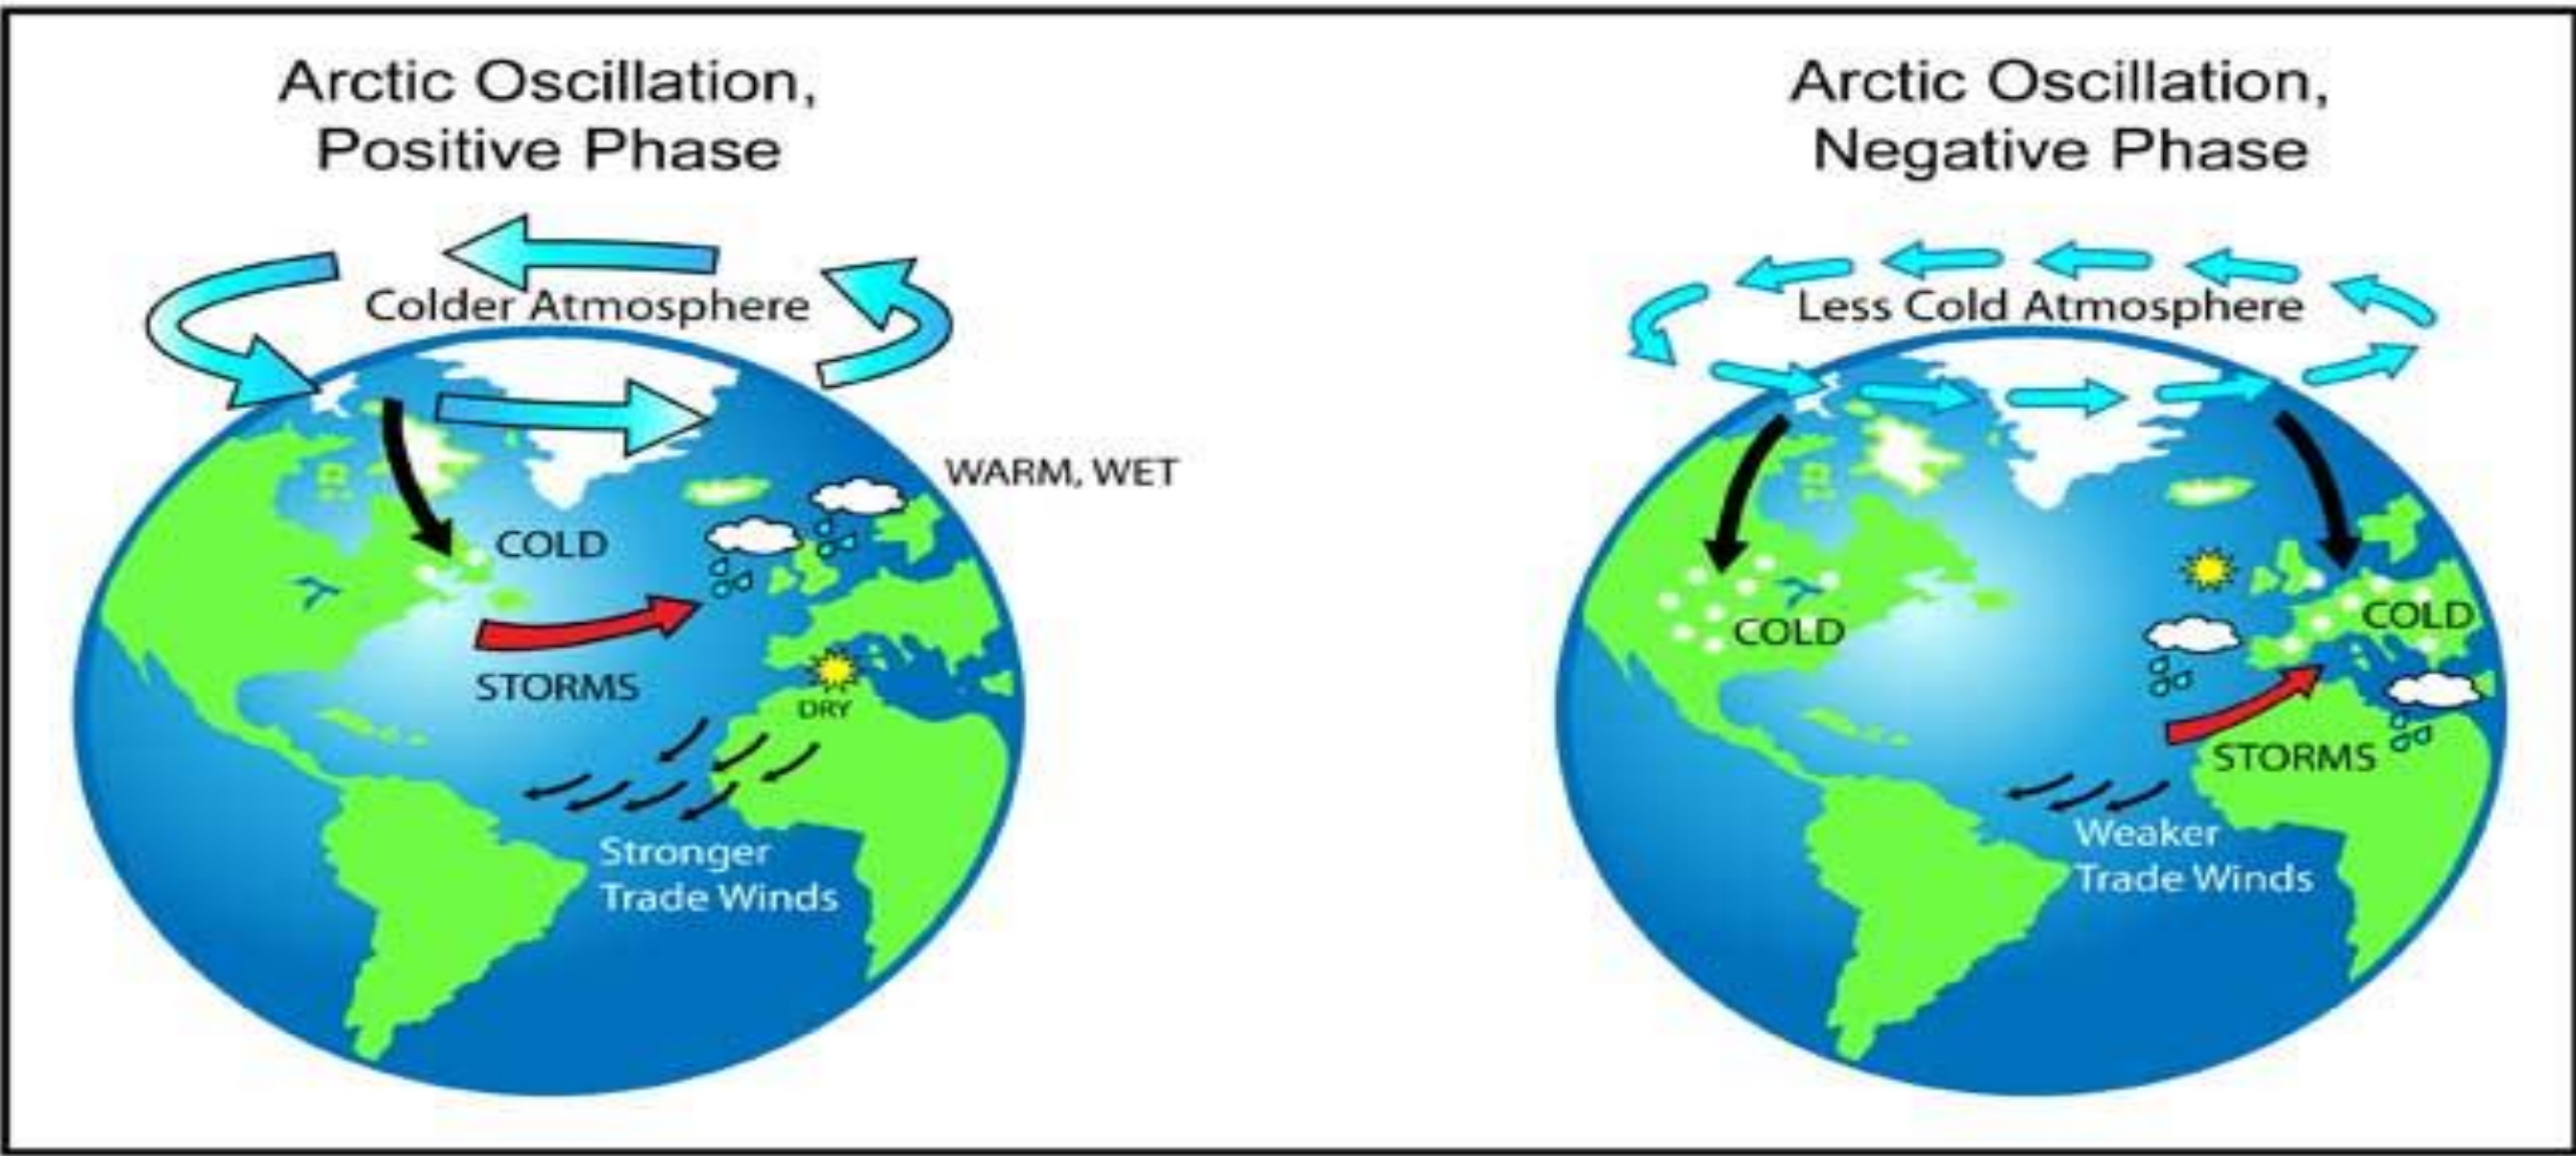 Arctic Oscillation,
Positive Phase
Colder Atmosphere
WARM, WET
COLD
STORMS
DRY
Stronger
Trade Winds
Arctic Oscillation,
Negative Phase
Less Cold Atmosphere
COLD
COLD
STORMS
Weaker
Trade Winds